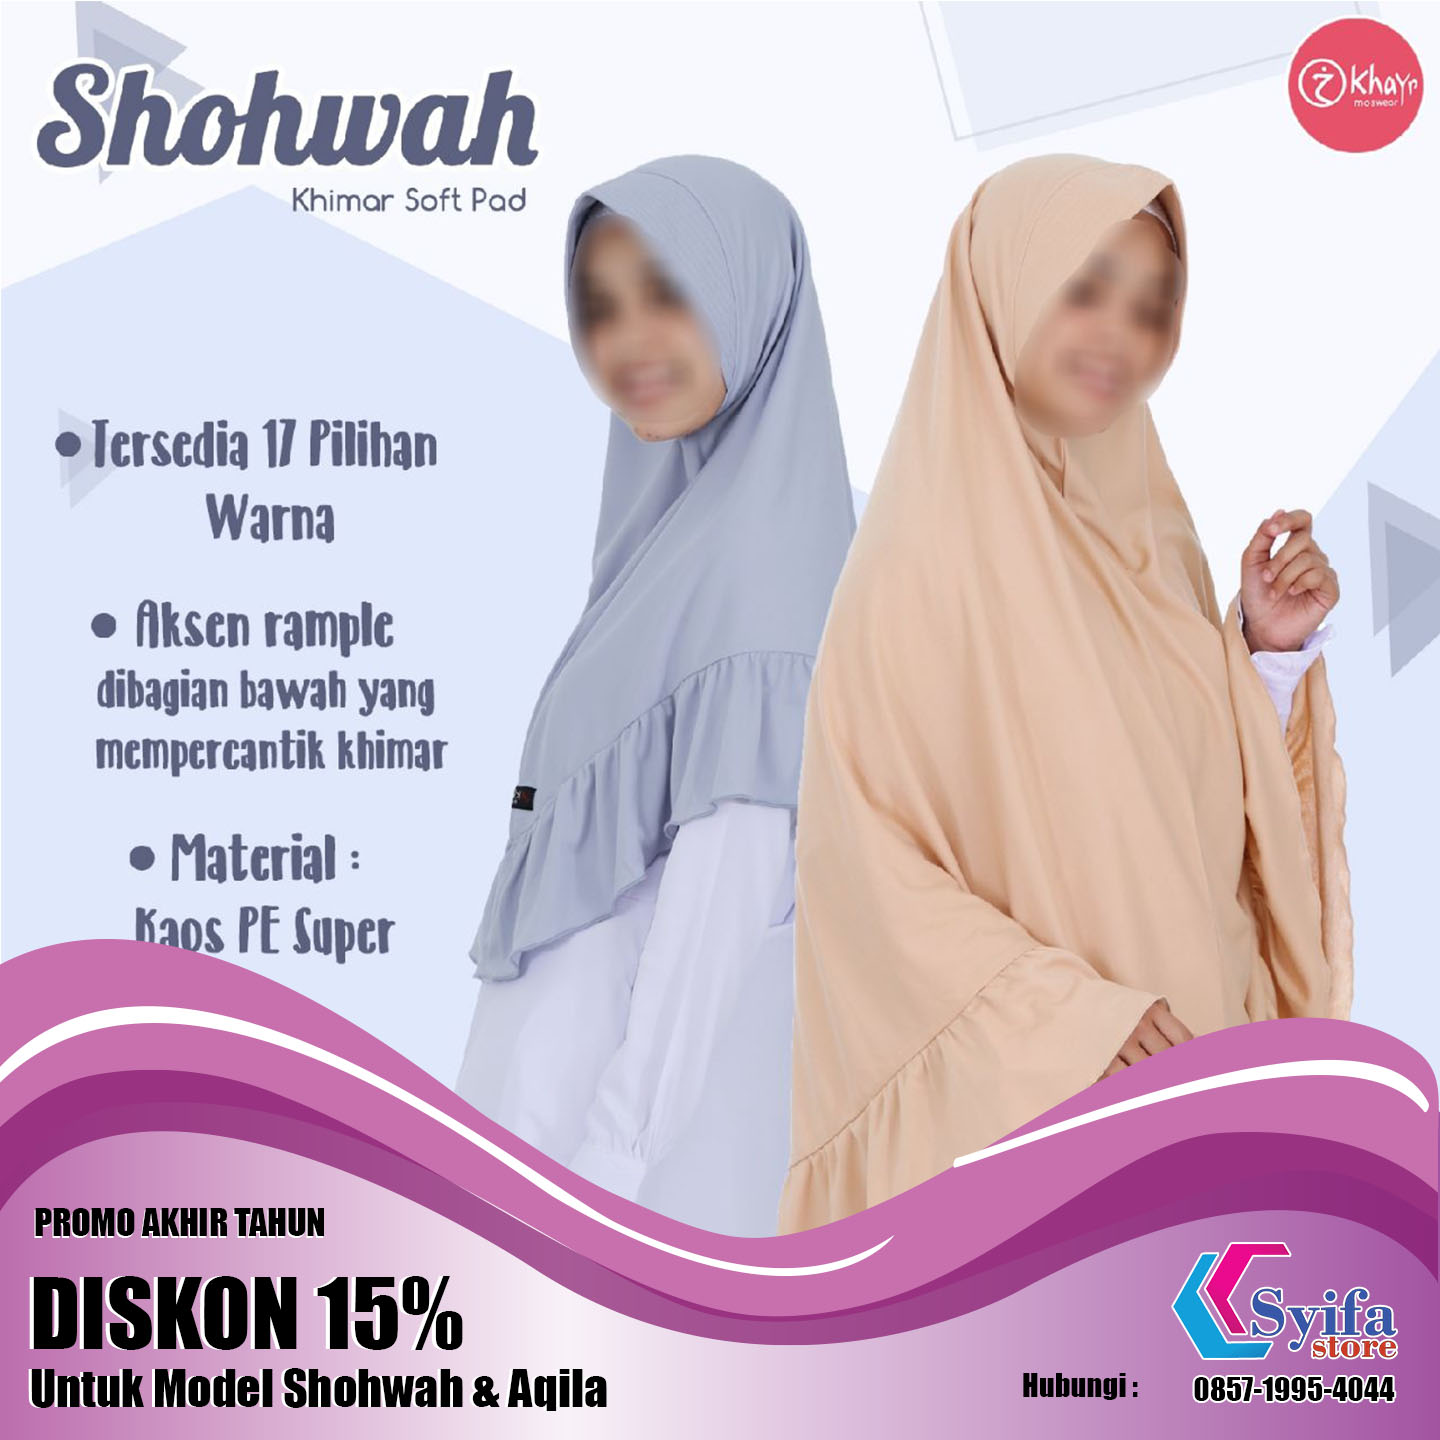 Shohwah
Khimar Soft Pad
Khayr
moswear
• Tersedia 17 Pilihan
Warna
• Aksen rample
dibagian bawah yang
mempercantik khimar
• Material :
Kaos PE Super
PROMO AKHIR TAHUN
DISKON 15%
Untuk Model Shohwah & Aqila
Syifa
store
Hubungi :
0857-1995-4044